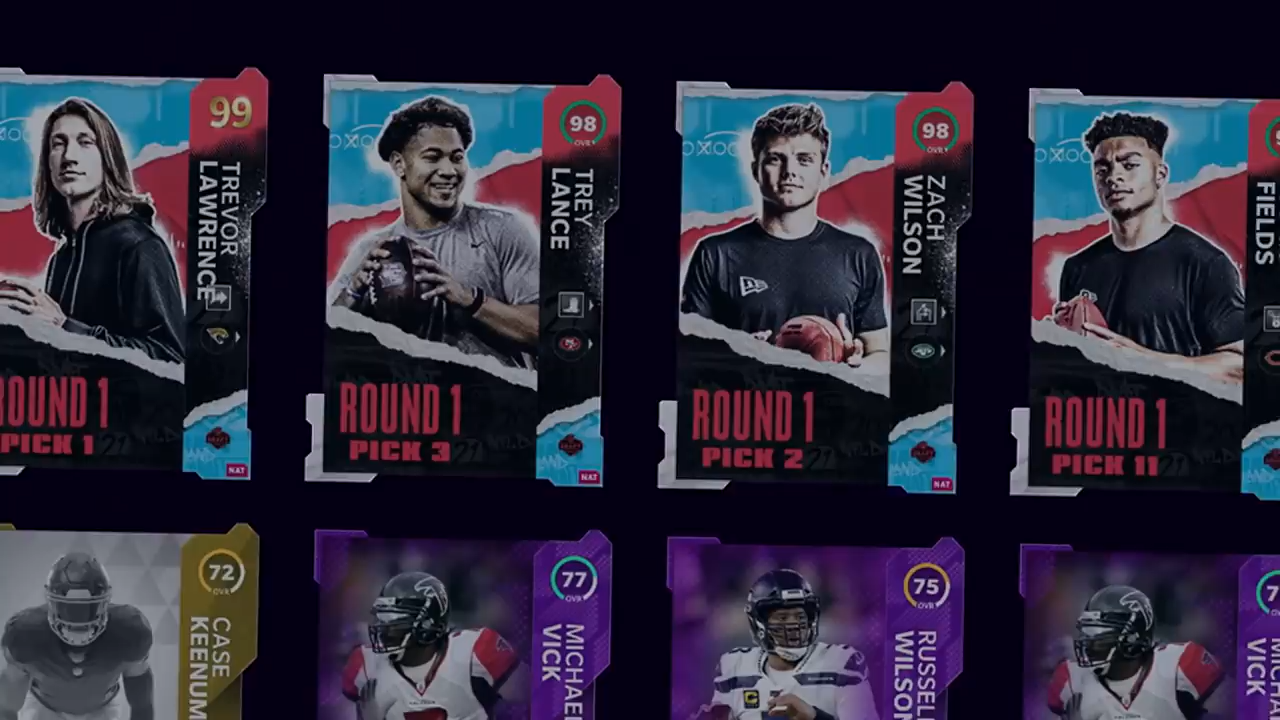 99
TREVOR
LAWRENCE
ROUND 1
PICK 1
NAT
98
OVR
TREY
LANCE
ROUND 1
PICK 3
NAT
98
OVR
ZACH
WILSON
ROUND 1
PICK 2
NAT
FIELDS
ROUND 1
PICK 11
72
OVR
CASE
KEENUM
77
OVR
MICHAEL
VICK
75
OVR
RUSSELL
WILSON
VICK